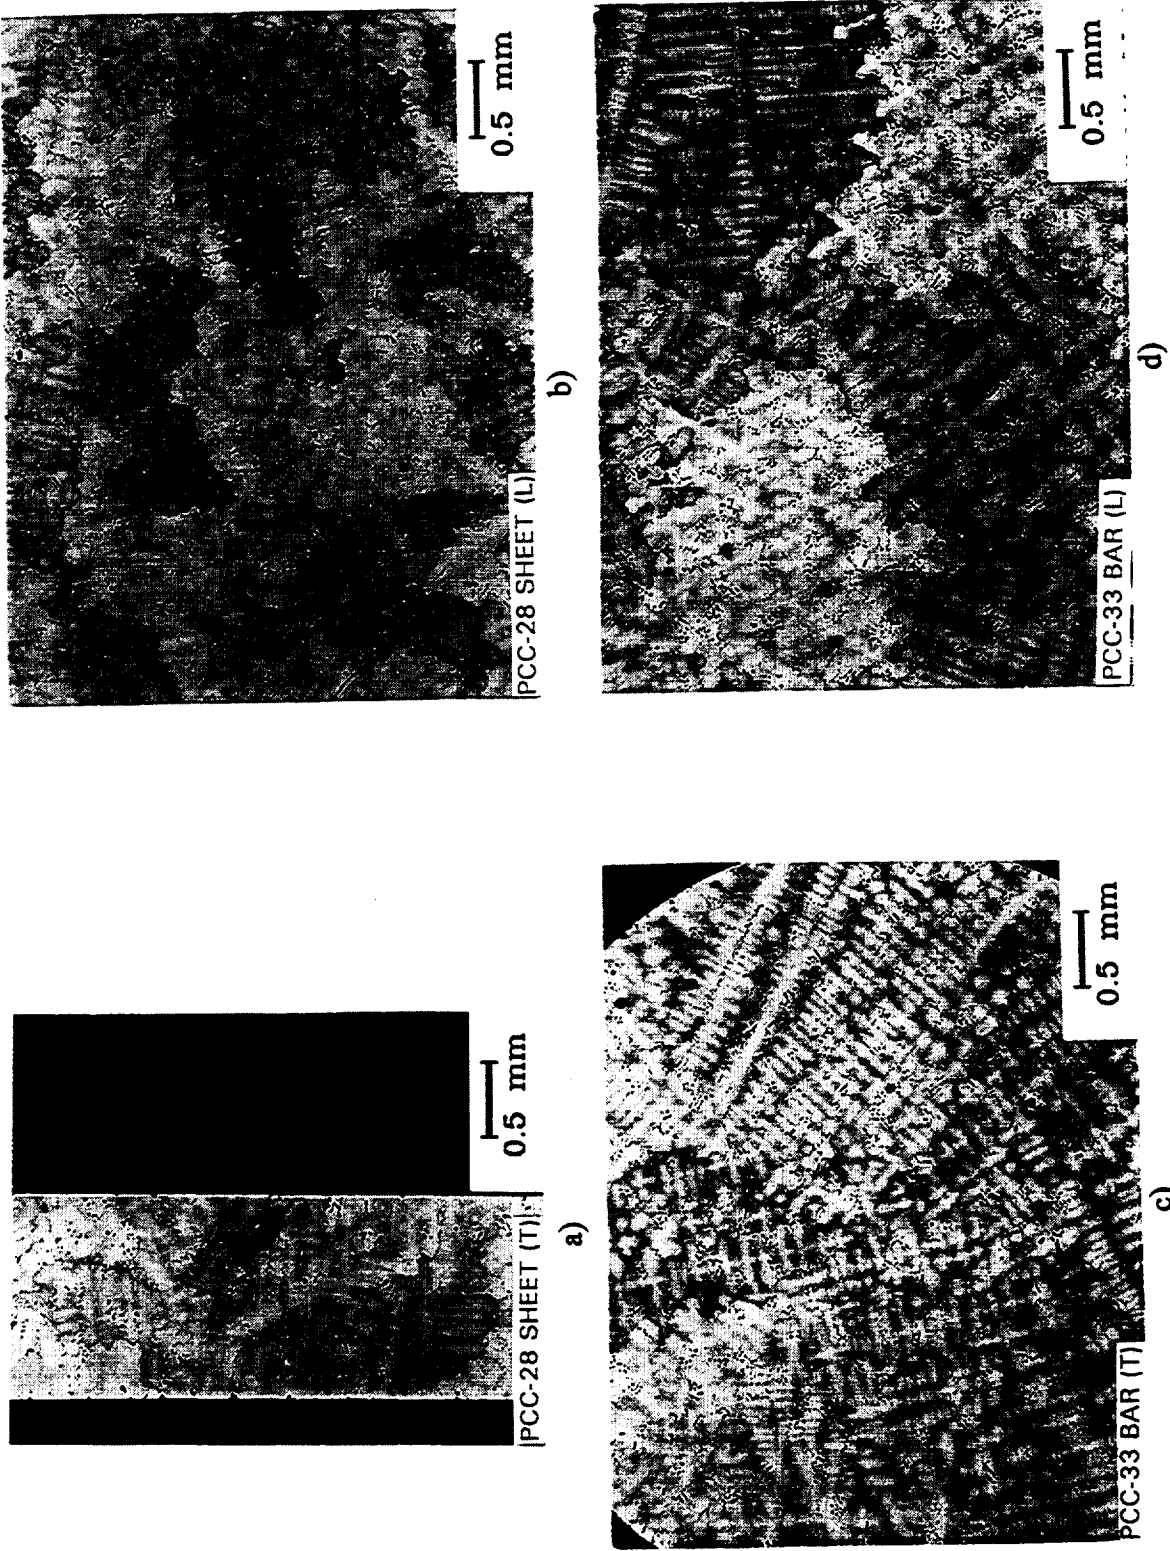 PCC-28 SHEET (T)
0.5 mm
a)
PCC-28 SHEET (L)
0.5 mm
b)
PCC-33 BAR (T)
0.5 mm
c)
PCC-33 BAR (L)
0.5 mm
d)